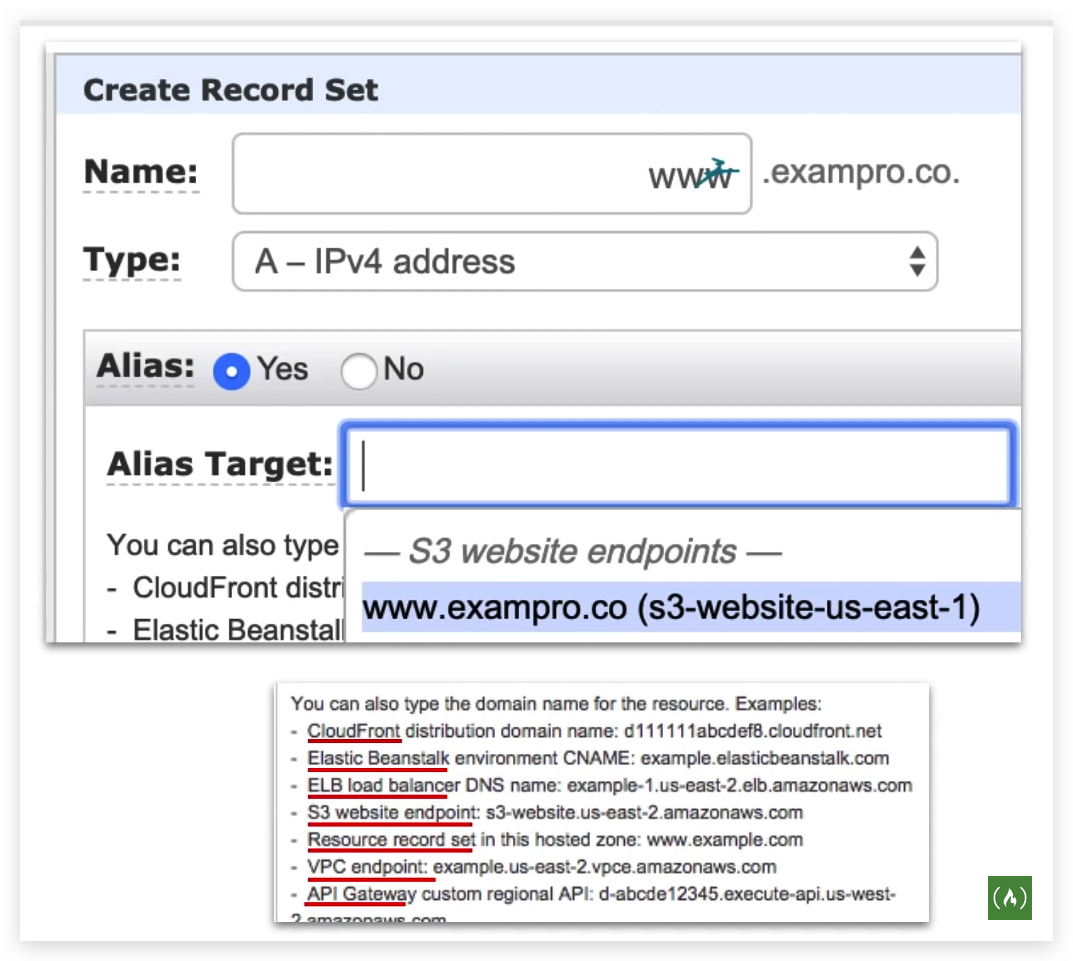 Create Record Set
Name: www .exampro.co.
Type: A – IPv4 address
Alias: Yes No
Alias Target:
You can also type
— S3 website endpoints —
- CloudFront distri
www.exampro.co (s3-website-us-east-1)
- Elastic Beanstal
You can also type the domain name for the resource. Examples:
- CloudFront distribution domain name: d111111abcdef8.cloudfront.net
- Elastic Beanstalk environment CNAME: example.elasticbeanstalk.com
- ELB load balancer DNS name: example-1.us-east-2.elb.amazonaws.com
- S3 website endpoint: s3-website.us-east-2.amazonaws.com
- Resource record set in this hosted zone: www.example.com
- VPC endpoint: example.us-east-2.vpce.amazonaws.com
- API Gateway custom regional API: d-abcde12345.execute-api.us-west-
2.amazonaws.com